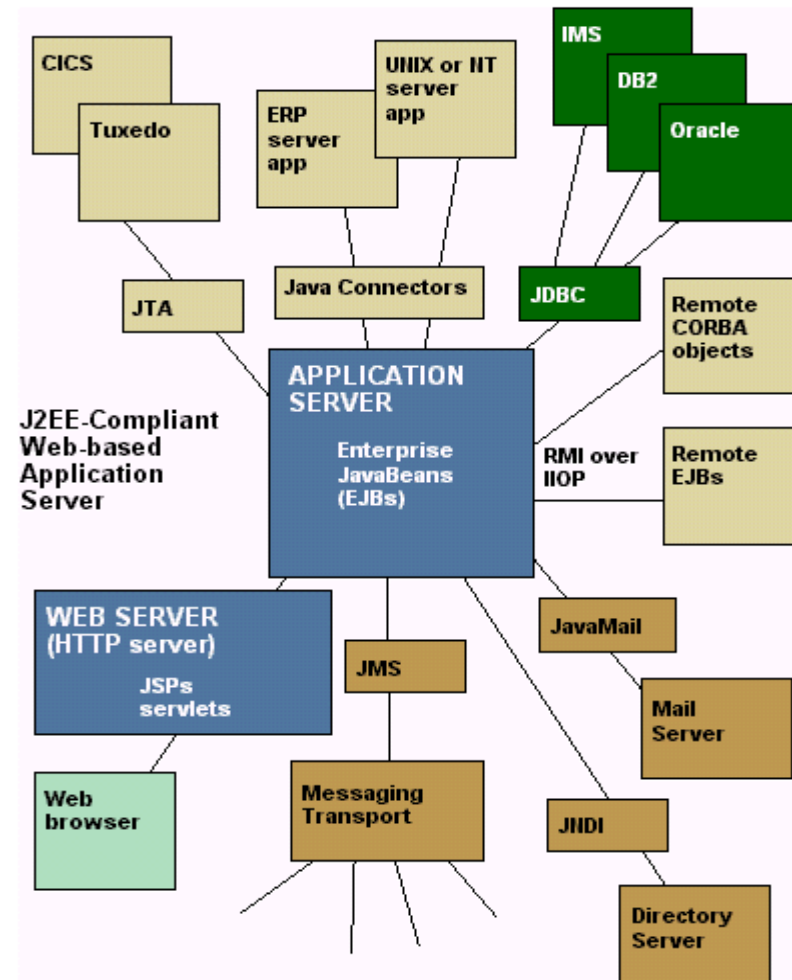 CICS
Tuxedo
ERP
server
app
UNIX or NT
server
app
IMS
DB2
Oracle
JTA
Java Connectors
JDBC
Remote
CORBA
objects
APPLICATION
SERVER
Enterprise
JavaBeans
(EJBs)
J2EE-Compliant
Web-based
Application
Server
RMI over
IIOP
Remote
EJBs
WEB SERVER
(HTTP server)
JSPs
servlets
JMS
JavaMail
Mail
Server
Web
browser
Messaging
Transport
JNDI
Directory
Server